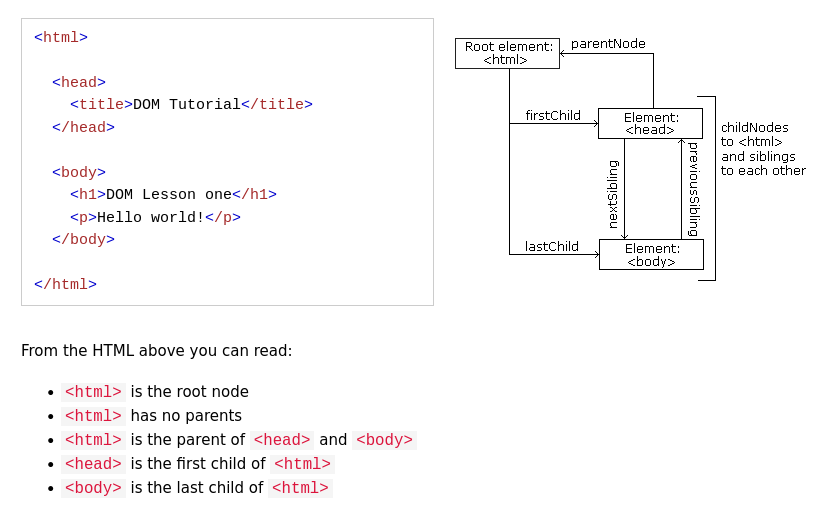 <html>
<head>
<title>DOM Tutorial</title>
</head>
<body>
<h1>DOM Lesson one</h1>
<p>Hello world!</p>
</body>
</html>
Root element:
<html>
parentNode
firstChild
Element:
<head>
nextSibling
previousSibling
lastChild
Element:
<body>
childNodes
to <html>
and siblings
to each other
From the HTML above you can read:
• <html> is the root node
• <html> has no parents
• <html> is the parent of <head> and <body>
• <head> is the first child of <html>
• <body> is the last child of <html>